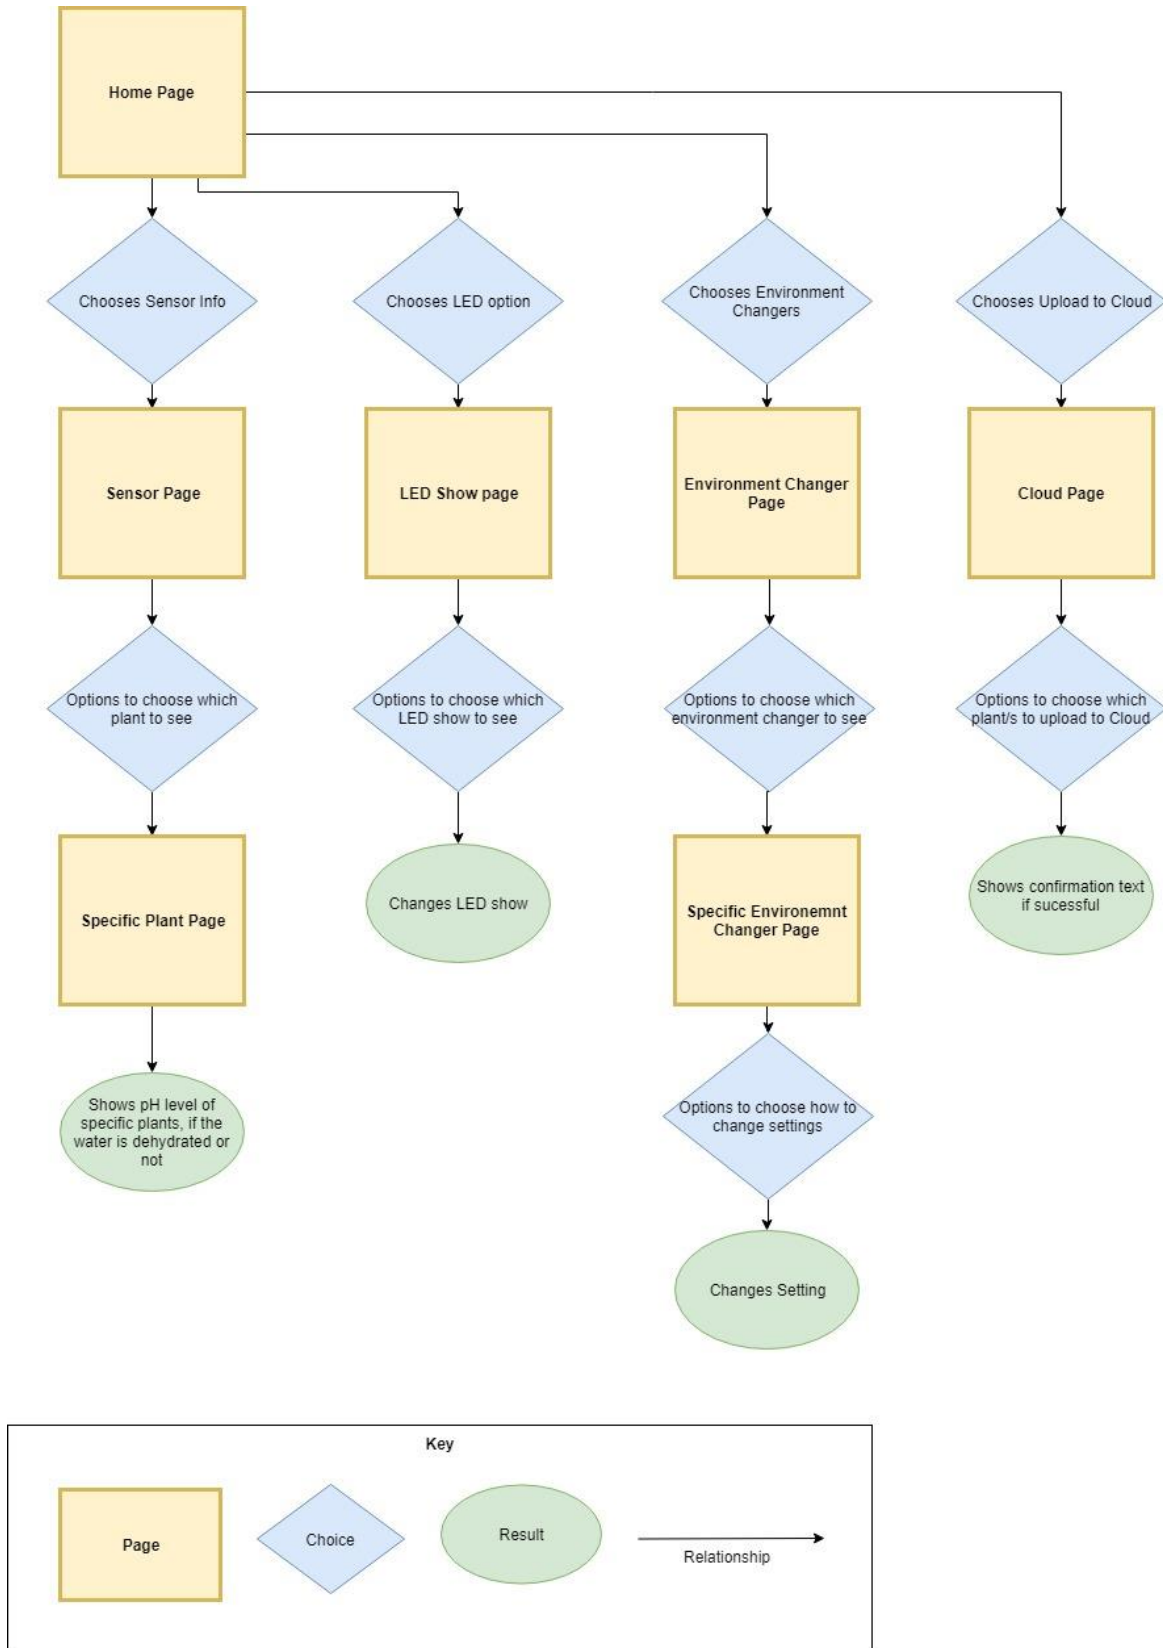 Home Page
Chooses Sensor Info
Chooses LED option
Chooses Environment
Changers
Chooses Upload to Cloud
Sensor Page
LED Show page
Environment Changer
Page
Cloud Page
Options to choose which
plant to see
Options to choose which
LED show to see
Options to choose which
environment changer to see
Options to choose which
plant/s to upload to Cloud
Specific Plant Page
Changes LED show
Specific Environemnt
Changer Page
Shows confirmation text
if sucessful
Shows pH level of
specific plants, if the
water is dehydrated or
not
Options to choose how to
change settings
Changes Setting
Key
Page
Choice
Result
Relationship